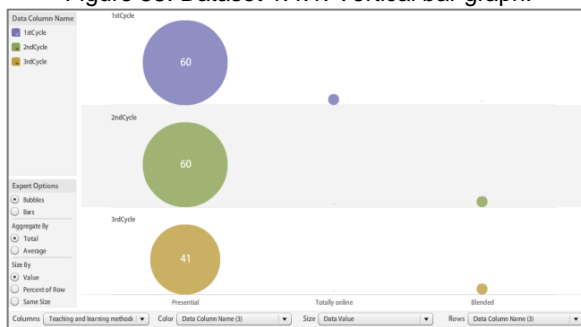 Figure 63: Dataset 1.4.1. Vertical bar graph.
Data Column Name
1stCycle
2ndCycle
3rdCycle
1stCycle
60
2ndCycle
60
3rdCycle
41
Expert Options
Bubbles
Bars
Aggregate By
Total
Average
Size By
Value
Percent of Row
Same Size
Presential Totally online Blended
Columns Teaching and learning method Color Data Column Name (3) Size Data Value Rows Data Column Name (3)